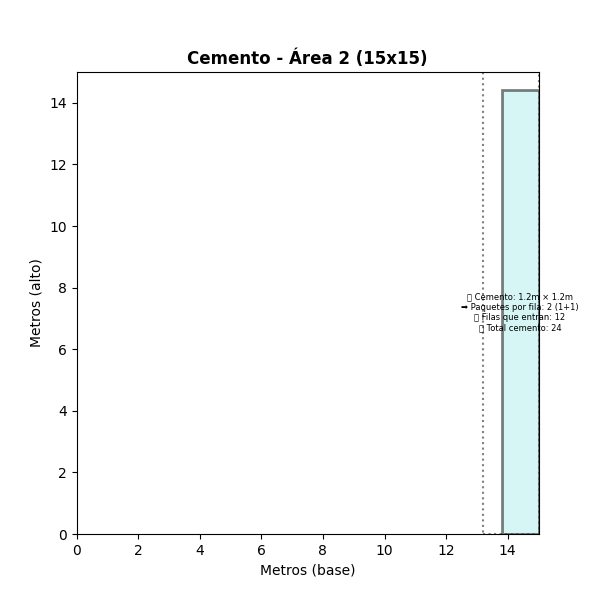 Cemento - Área 2 (15x15)
14
12
10
8
6
4
2
0
Metros (alto)
▯ Cemento: 1.2m × 1.2m
➡ Paquetes por fila: 2 (1+1)
▯ Filas que entran: 12
▯ Total cemento: 24
0 2 4 6 8 10 12 14
Metros (base)